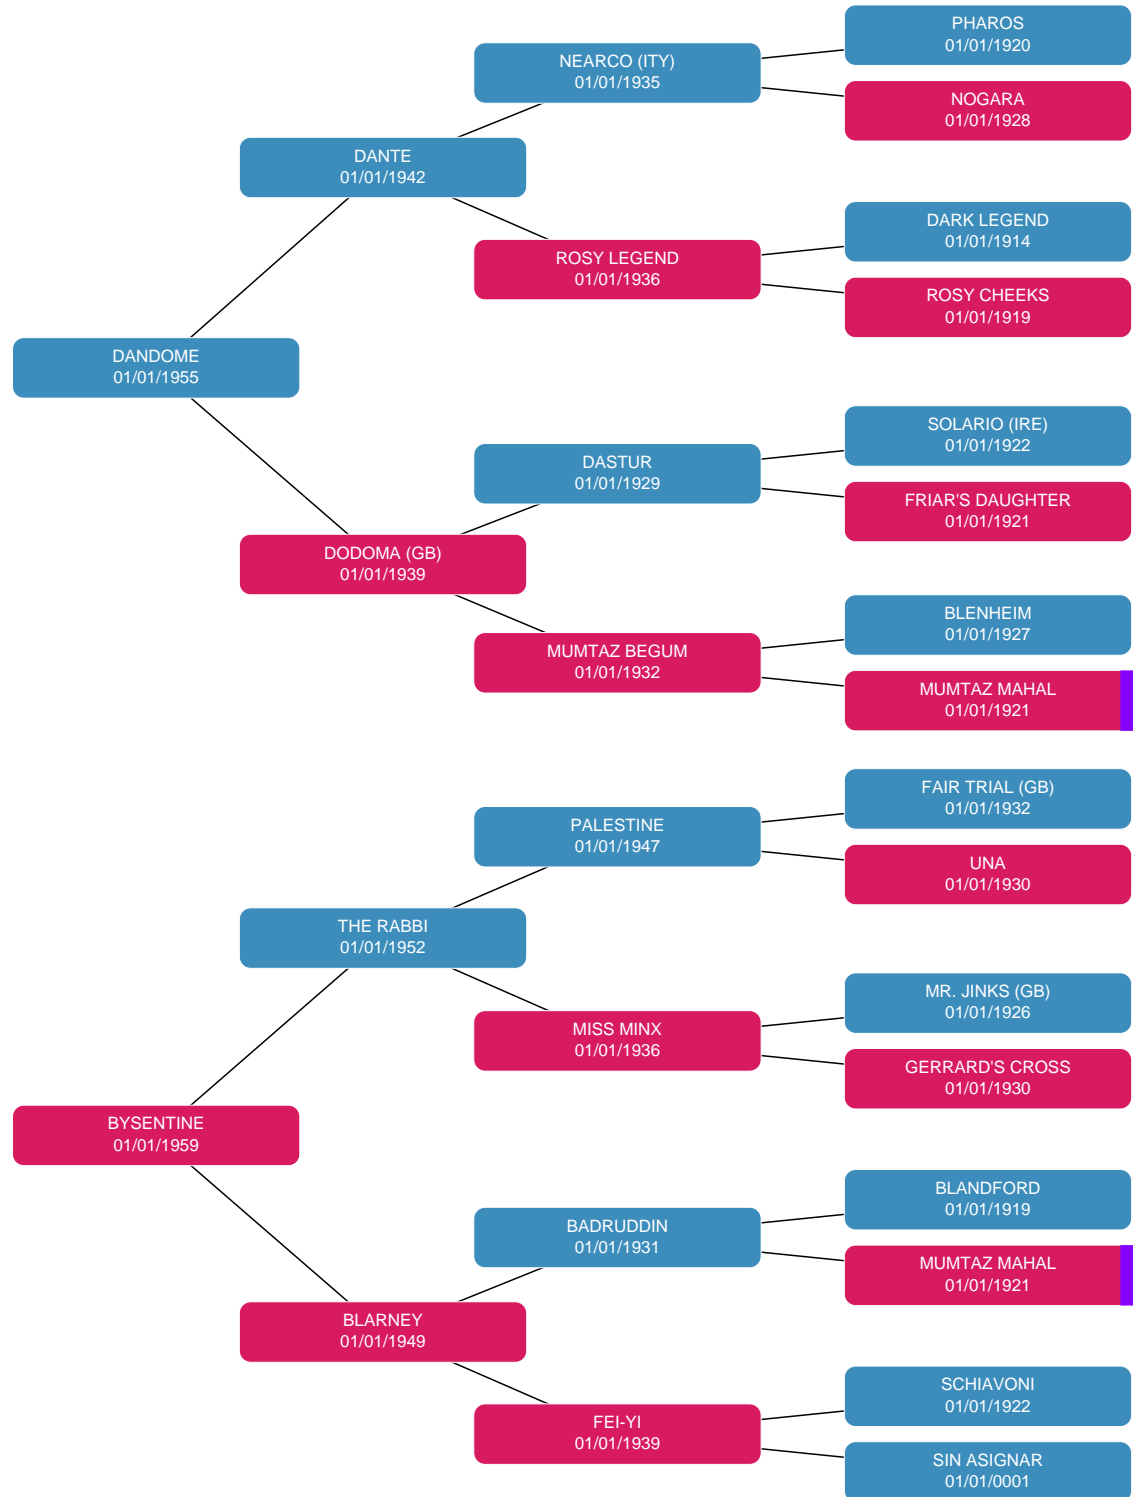 PHAROS
01/01/1920
NEARCO (ITY)
01/01/1935
NOGARA
01/01/1928
DANTE
01/01/1942
DARK LEGEND
01/01/1914
ROSY LEGEND
01/01/1936
ROSY CHEEKS
01/01/1919
DANDOME
01/01/1955
SOLARIO (IRE)
01/01/1922
DASTUR
01/01/1929
FRIAR'S DAUGHTER
01/01/1921
DODOMA (GB)
01/01/1939
BLENHEIM
01/01/1927
MUMTAZ BEGUM
01/01/1932
MUMTAZ MAHAL
01/01/1921
FAIR TRIAL (GB)
01/01/1932
PALESTINE
01/01/1947
UNA
01/01/1930
THE RABBI
01/01/1952
MR. JINKS (GB)
01/01/1926
MISS MINX
01/01/1936
GERRARD'S CROSS
01/01/1930
BYSENTINE
01/01/1959
BLANDFORD
01/01/1919
BADRUDDIN
01/01/1931
MUMTAZ MAHAL
01/01/1921
BLARNEY
01/01/1949
SCHIAVONI
01/01/1922
FEI-YI
01/01/1939
SIN ASIGNAR
01/01/0001